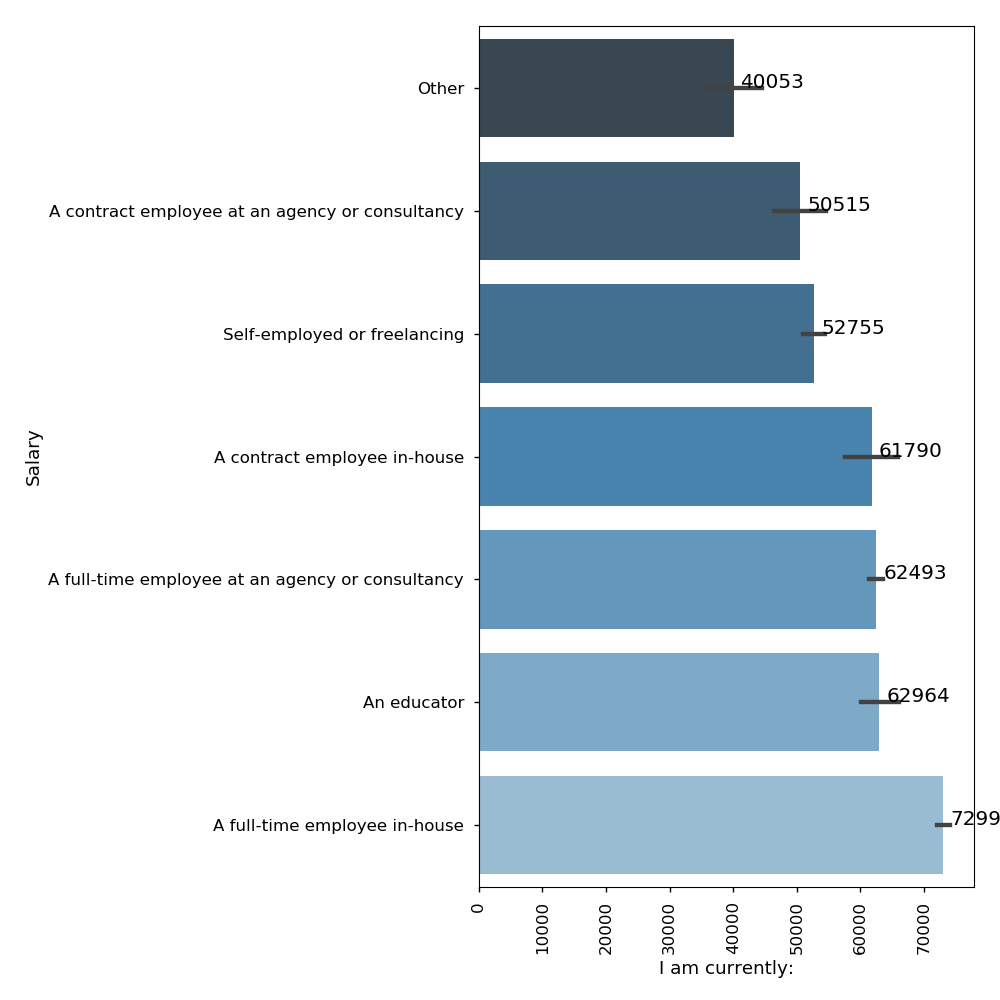 Other
40053
A contract employee at an agency or consultancy
50515
Self-employed or freelancing
52755
Salary
A contract employee in-house
61790
A full-time employee at an agency or consultancy
62493
An educator
62964
A full-time employee in-house
7299
0
10000
20000
30000
40000
50000
60000
70000
I am currently: